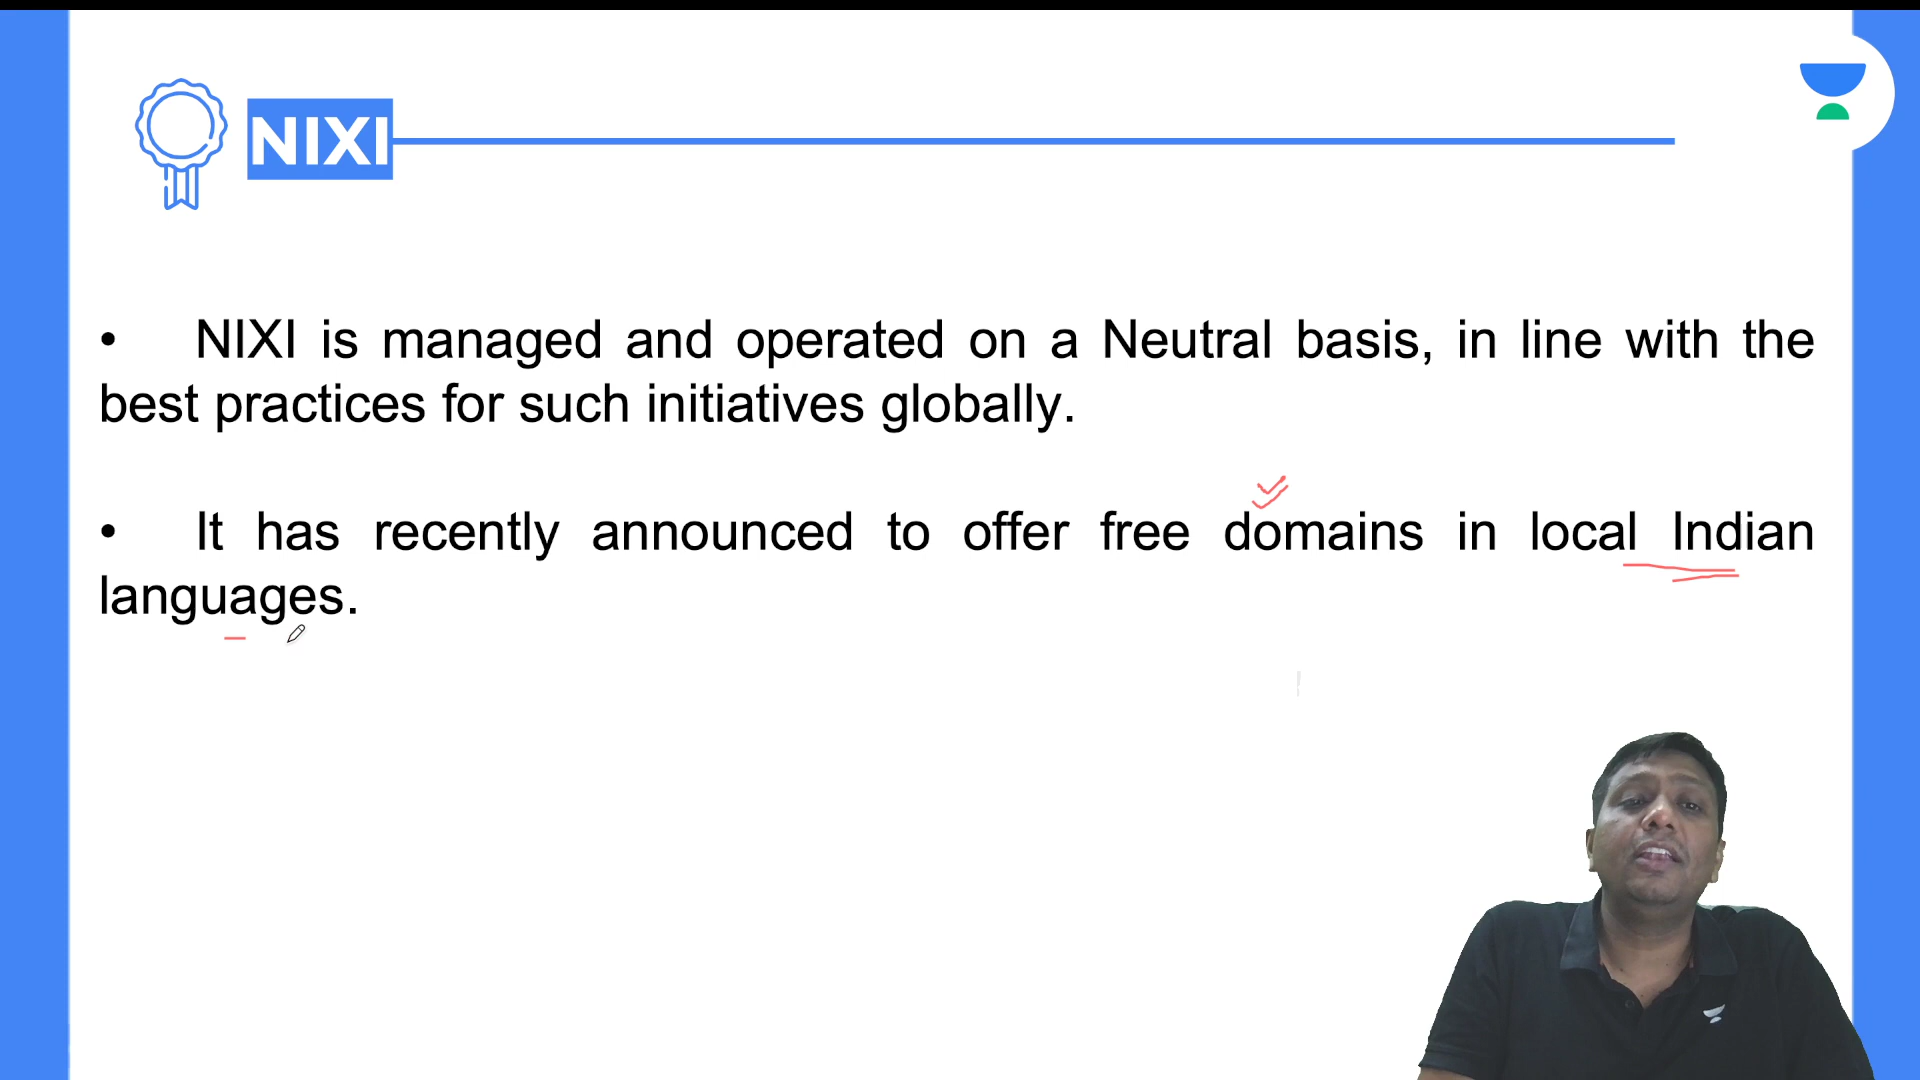 NIXI
• NIXI is managed and operated on a Neutral basis, in line with the
best practices for such initiatives globally.
• It has recently announced to offer free domains in local Indian
languages.